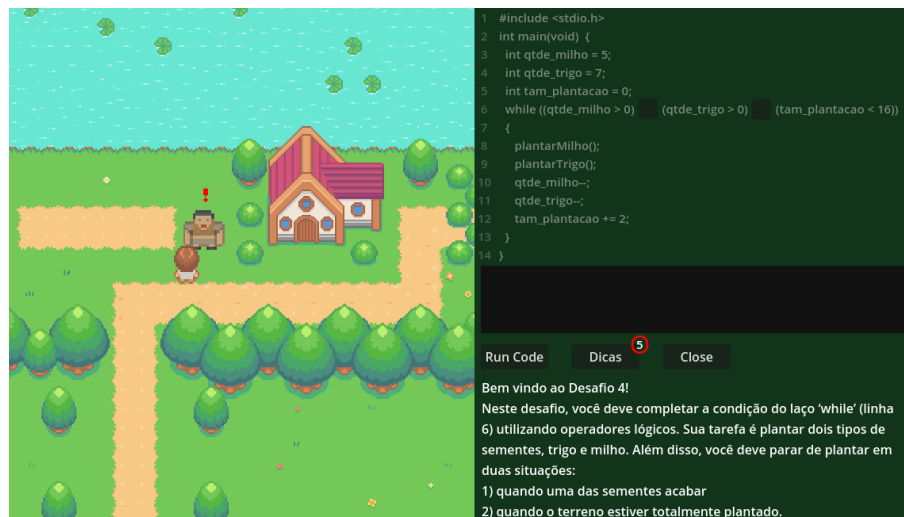 1 #include <stdio.h>
2 int main(void) {
3 int qtde_milho = 5;
4 int qtde_trigo = 7;
5 int tam_plantacao = 0;
6 while ((qtde_milho > 0) (qtde_trigo > 0) (tam_plantacao < 16))
7 {
8 plantarMilho();
9 plantarTrigo();
10 qtde_milho--;
11 qtde_trigo--;
12 tam_plantacao += 2;
13 }
14 }
!
5
Run Code Dicas Close
Bem vindo ao Desafio 4!
Neste desafio, você deve completar a condição do laço ‘while’ (linha
6) utilizando operadores lógicos. Sua tarefa é plantar dois tipos de
sementes, trigo e milho. Além disso, você deve parar de plantar em
duas situações:
1) quando uma das sementes acabar
2) quando o terreno estiver totalmente plantado.